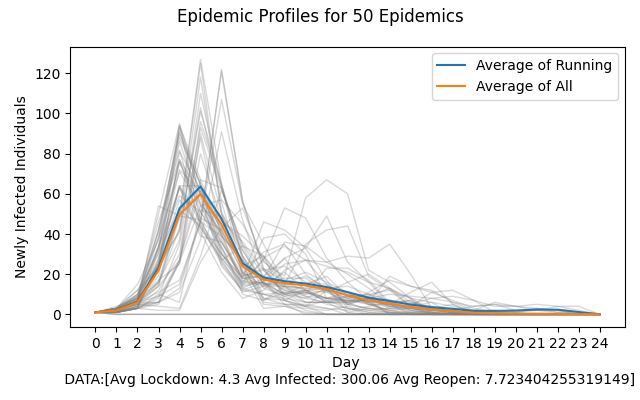 Epidemic Profiles for 50 Epidemics
Average of Running
Average of All
Newly Infected Individuals
120
100
80
60
40
20
0
0 1 2 3 4 5 6 7 8 9 10 11 12 13 14 15 16 17 18 19 20 21 22 23 24
Day
DATA:[Avg Lockdown: 4.3 Avg Infected: 300.06 Avg Reopen: 7.723404255319149]